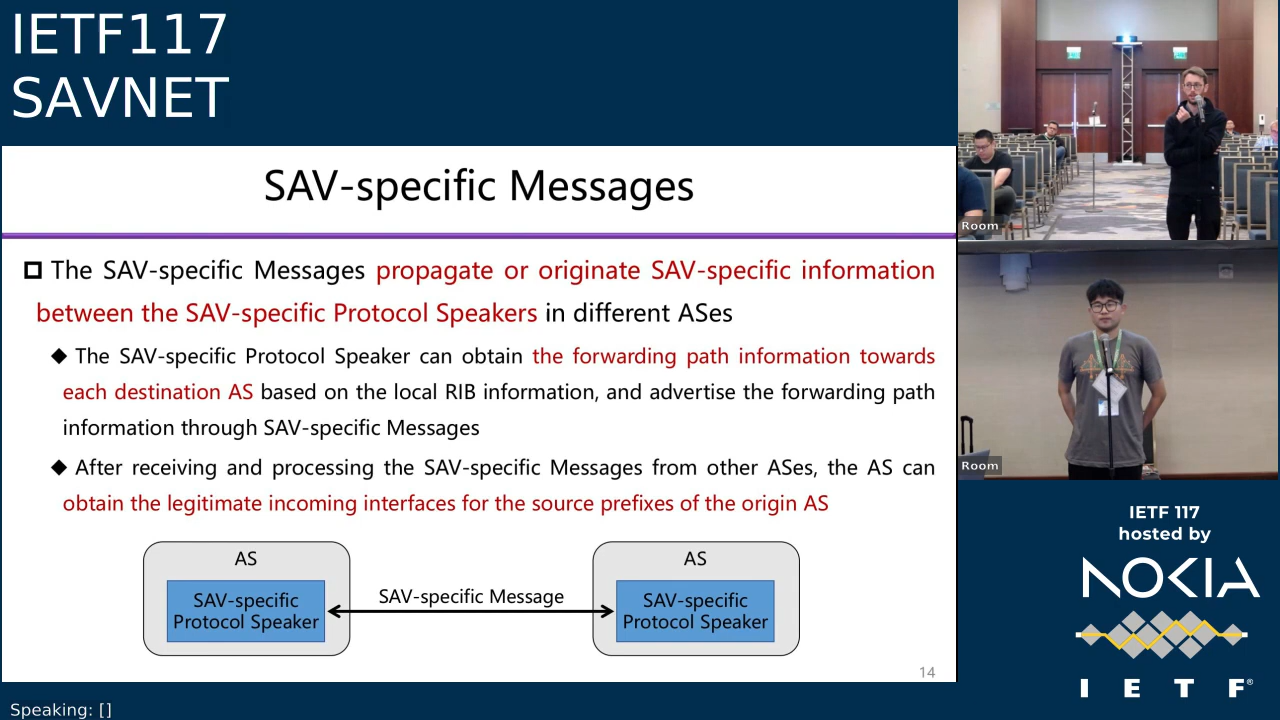 IETF117
SAVNET
SAV-specific Messages
The SAV-specific Messages propagate or originate SAV-specific information
between the SAV-specific Protocol Speakers in different ASes
◆ The SAV-specific Protocol Speaker can obtain the forwarding path information towards
each destination AS based on the local RIB information, and advertise the forwarding path
information through SAV-specific Messages
◆ After receiving and processing the SAV-specific Messages from other ASes, the AS can
obtain the legitimate incoming interfaces for the source prefixes of the origin AS
AS
SAV-specific
Protocol Speaker
SAV-specific Message
AS
SAV-specific
Protocol Speaker
14
Room
Room
IETF 117
hosted by
NOKIA
I E T F®
Speaking: []